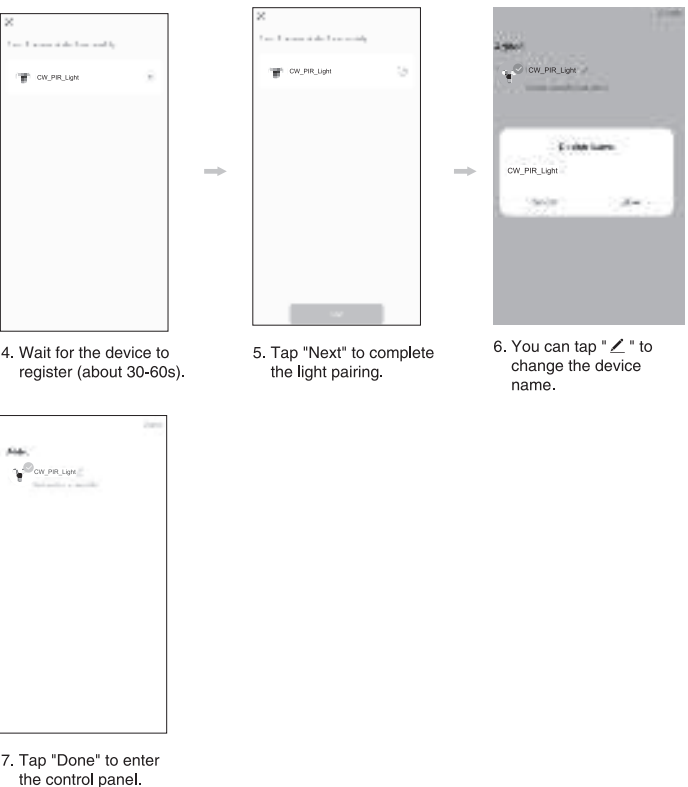 CW_PIR_Light
CW_PIR_Light
CW_PIR_Light
Device Name
CW_PIR_Light
4. Wait for the device to
register (about 30-60s).
5. Tap "Next" to complete
the light pairing.
6. You can tap " " to
change the device
name.
CW_PIR_Light
7. Tap "Done" to enter
the control panel.